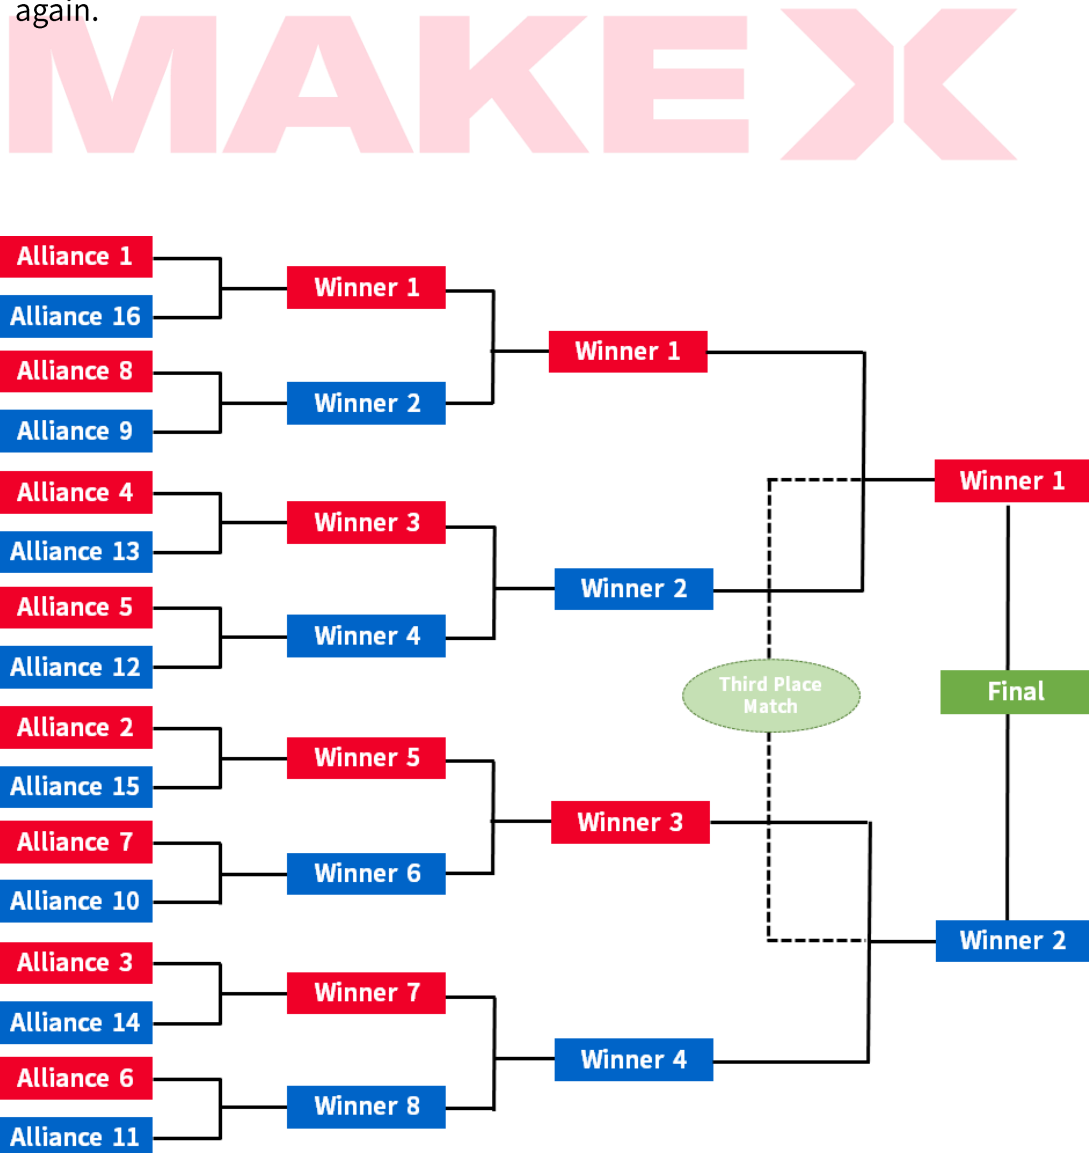 again.
MAKEX
Alliance 1
Alliance 16
Alliance 8
Alliance 9
Alliance 4
Alliance 13
Alliance 5
Alliance 12
Alliance 2
Alliance 15
Alliance 7
Alliance 10
Alliance 3
Alliance 14
Alliance 6
Alliance 11
Winner 1
Winner 2
Winner 3
Winner 4
Winner 5
Winner 6
Winner 7
Winner 8
Winner 1
Winner 2
Winner 3
Winner 4
Third Place
Match
Winner 1
Final
Winner 2